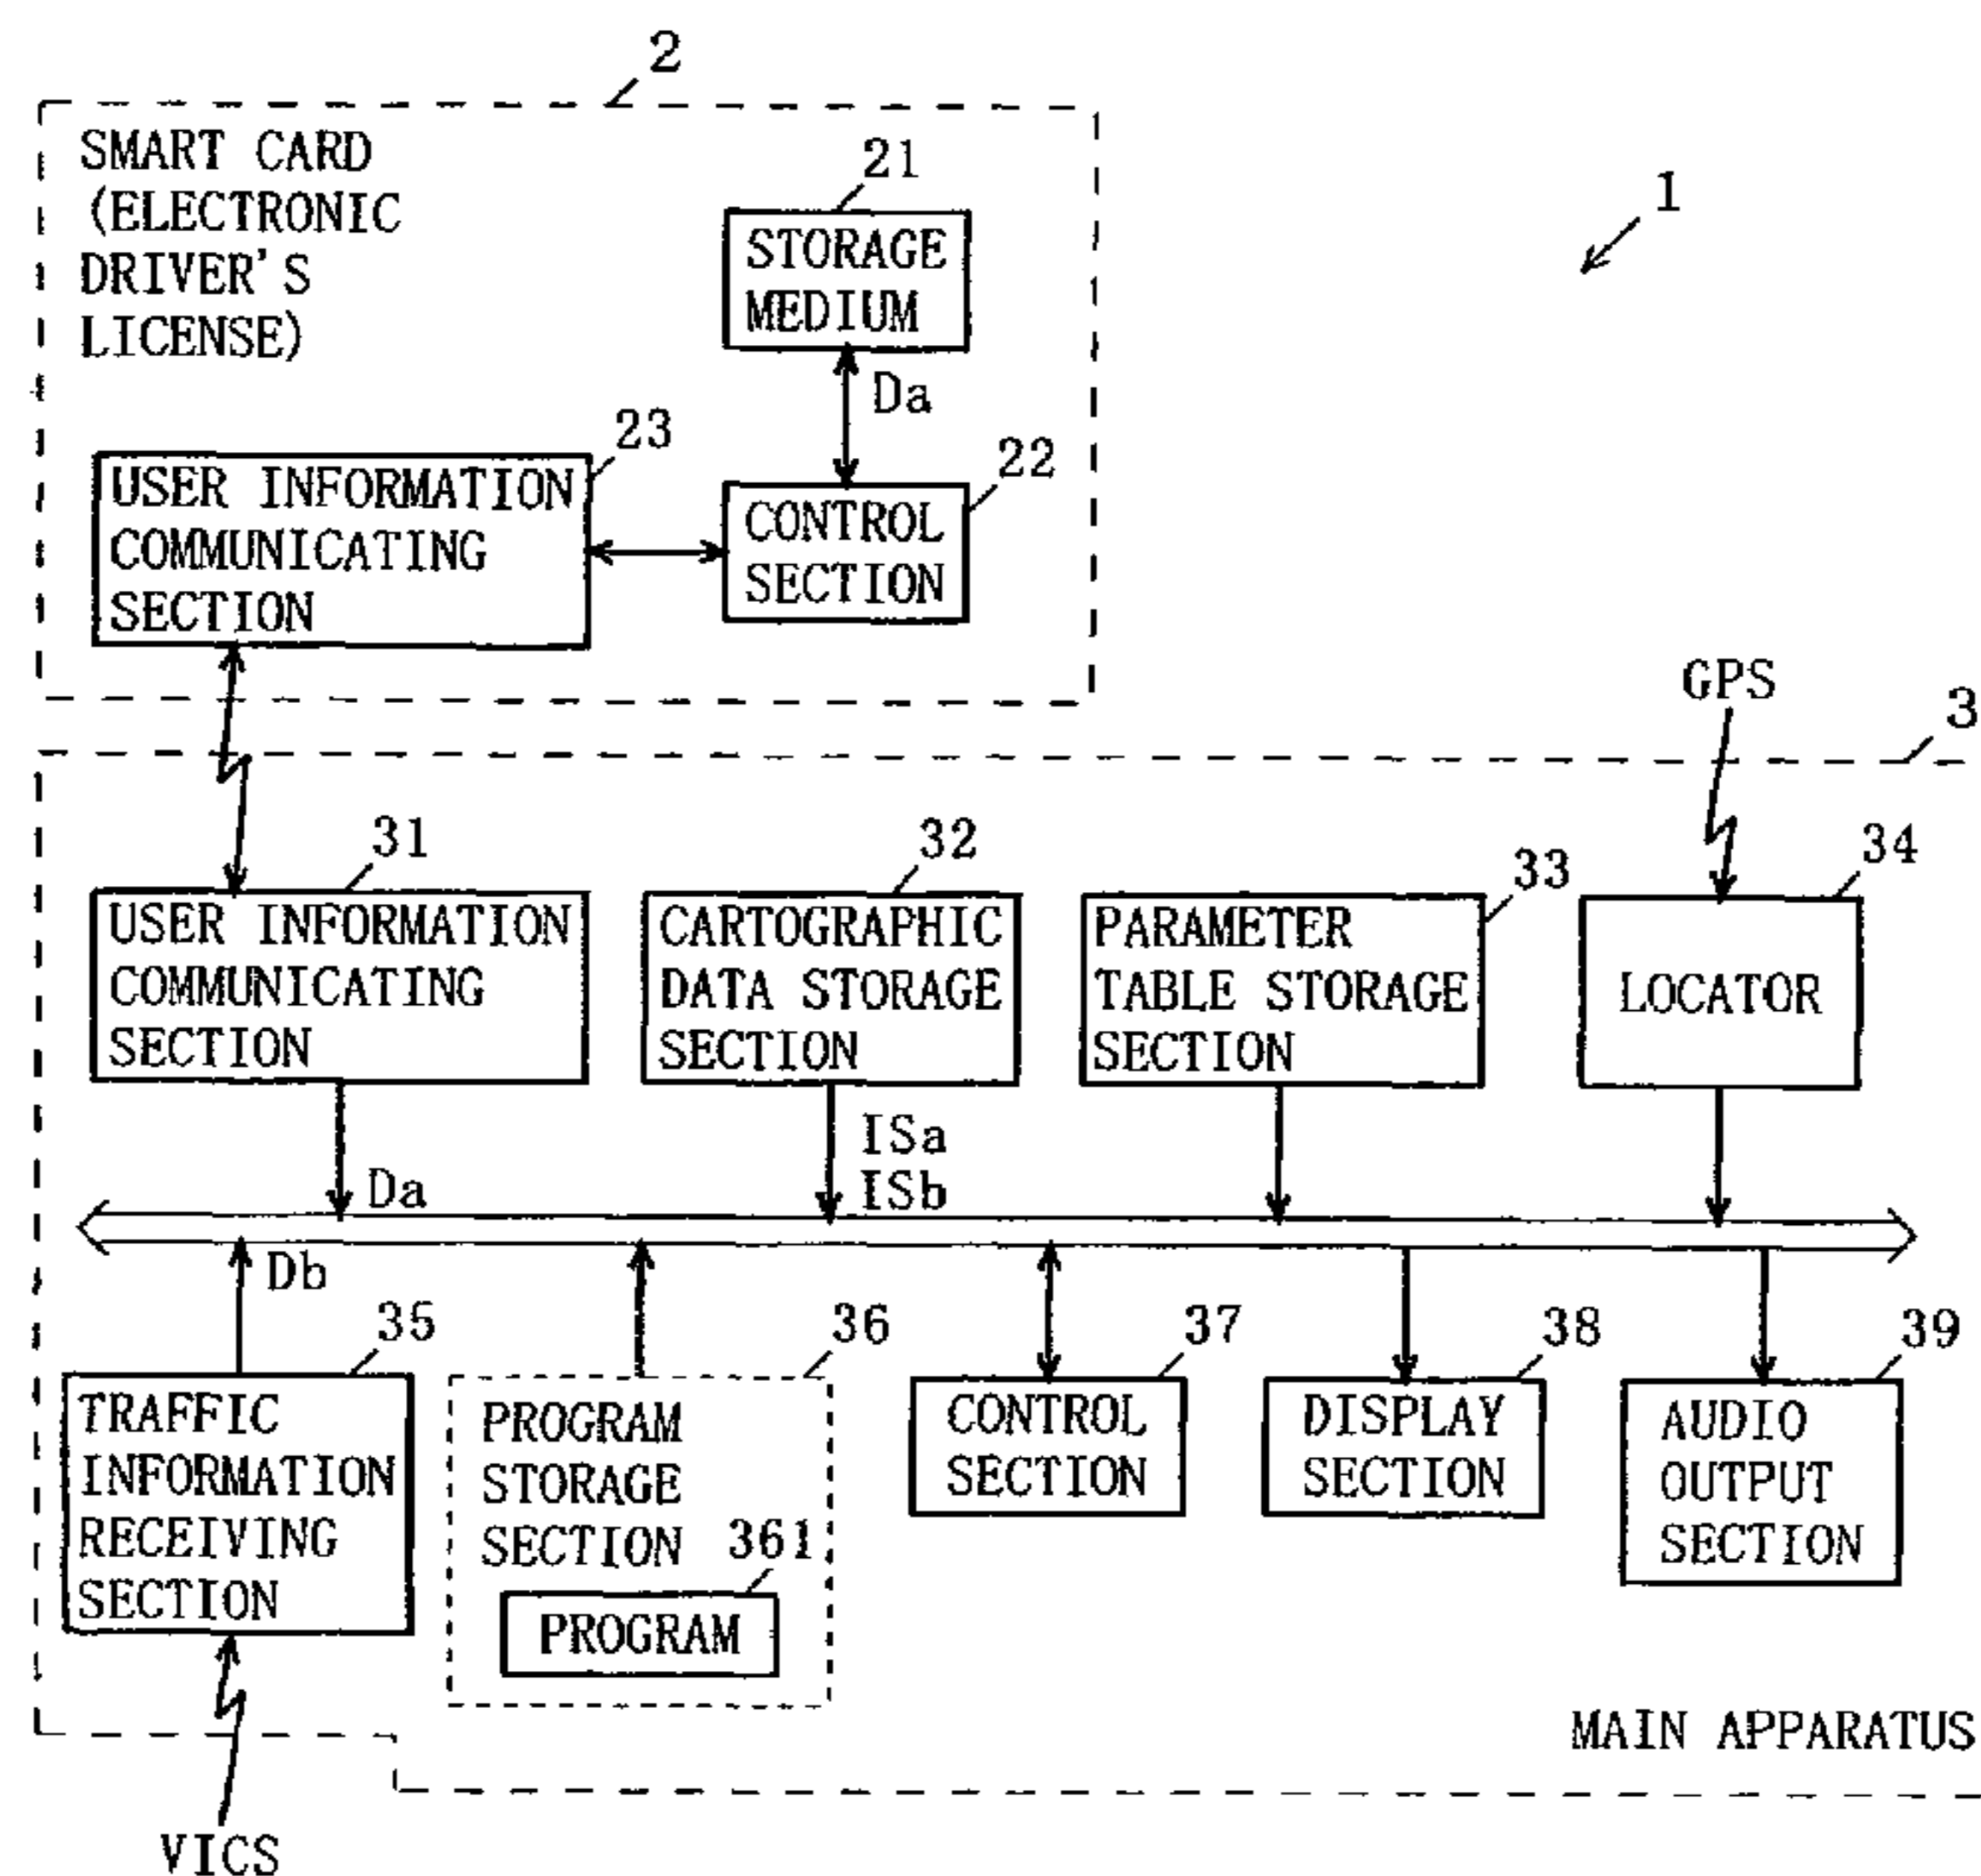 2
SMART CARD
(ELECTRONIC
DRIVER'S
LICENSE)
21
STORAGE
MEDIUM
1
Da
23
USER INFORMATION
COMMUNICATING
SECTION
22
CONTROL
SECTION
GPS
3
31
USER INFORMATION
COMMUNICATING
SECTION
32
CARTOGRAPHIC
DATA STORAGE
SECTION
33
PARAMETER
TABLE STORAGE
SECTION
34
LOCATOR
Da
ISa
ISb
Db
35
TRAFFIC
INFORMATION
RECEIVING
SECTION
36
PROGRAM
STORAGE
SECTION
361
PROGRAM
37
CONTROL
SECTION
38
DISPLAY
SECTION
39
AUDIO
OUTPUT
SECTION
MAIN APPARATUS
VICS